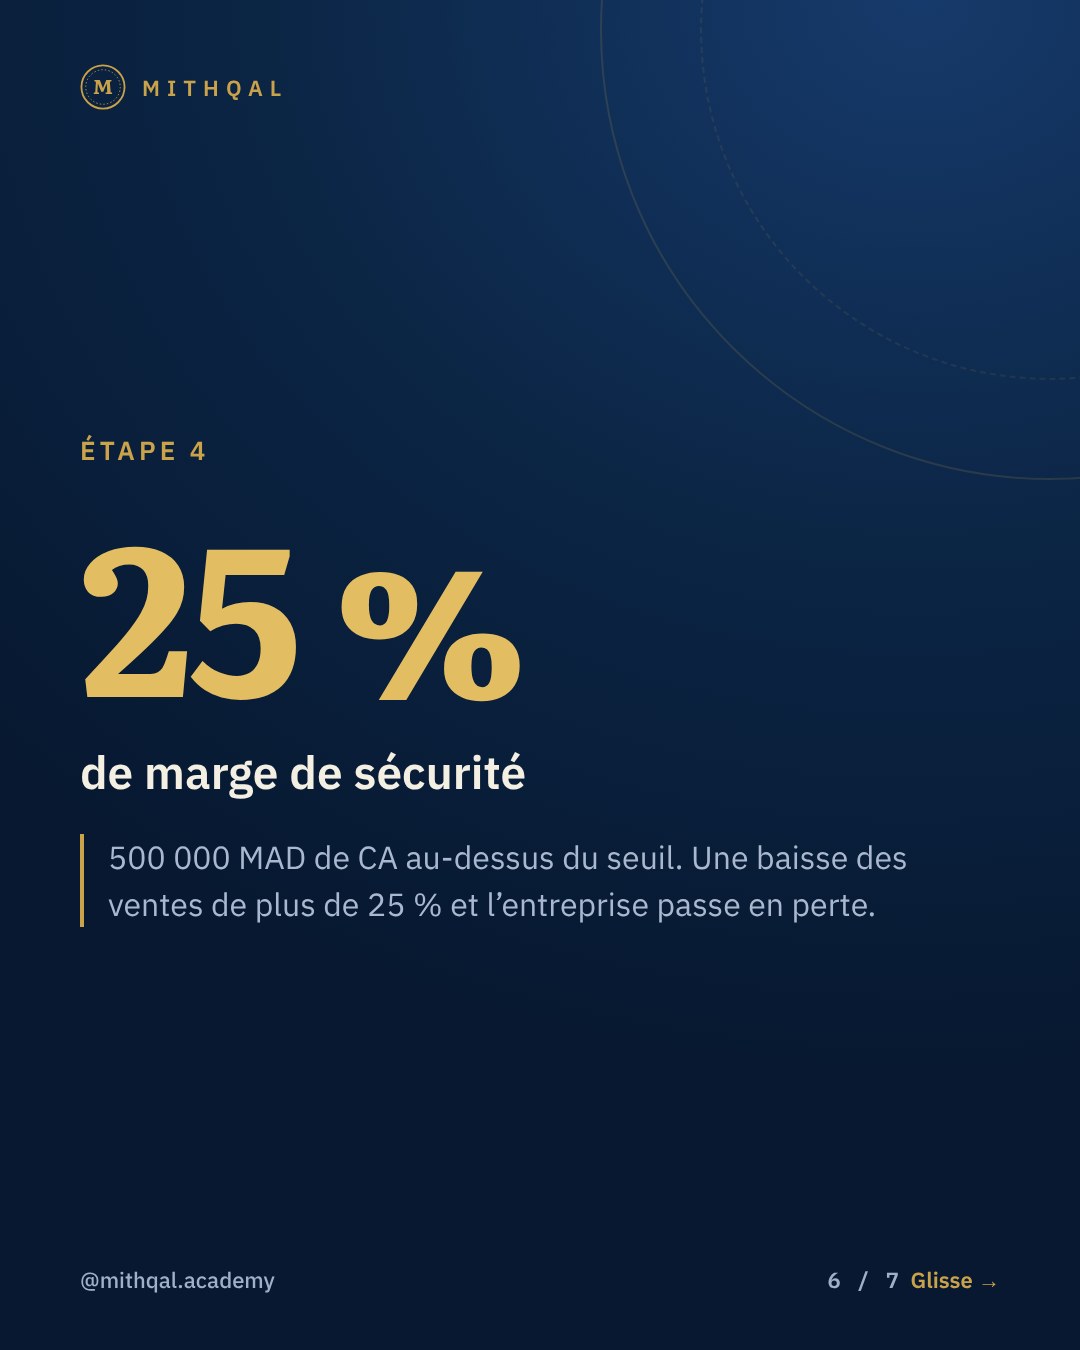 M MITHQAL
ÉTAPE 4
25 %
de marge de sécurité
500 000 MAD de CA au-dessus du seuil. Une baisse des
ventes de plus de 25 % et l’entreprise passe en perte.
@mithqal.academy
6 / 7 Glisse →